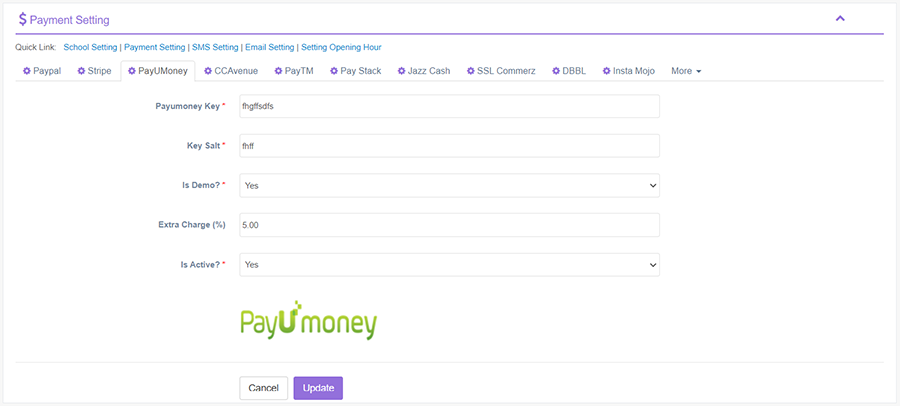 $ Payment Setting
Quick Link: School Setting | Payment Setting | SMS Setting | Email Setting | Setting Opening Hour
Paypal Stripe PayUMoney CCAvenue PayTM Pay Stack Jazz Cash SSL Commerz DBBL Insta Mojo More
Payumoney Key * fhgffsdfs
Key Salt * fhff
Is Demo? * Yes
Extra Charge (%) 5.00
Is Active? * Yes
PayUmoney
Cancel Update